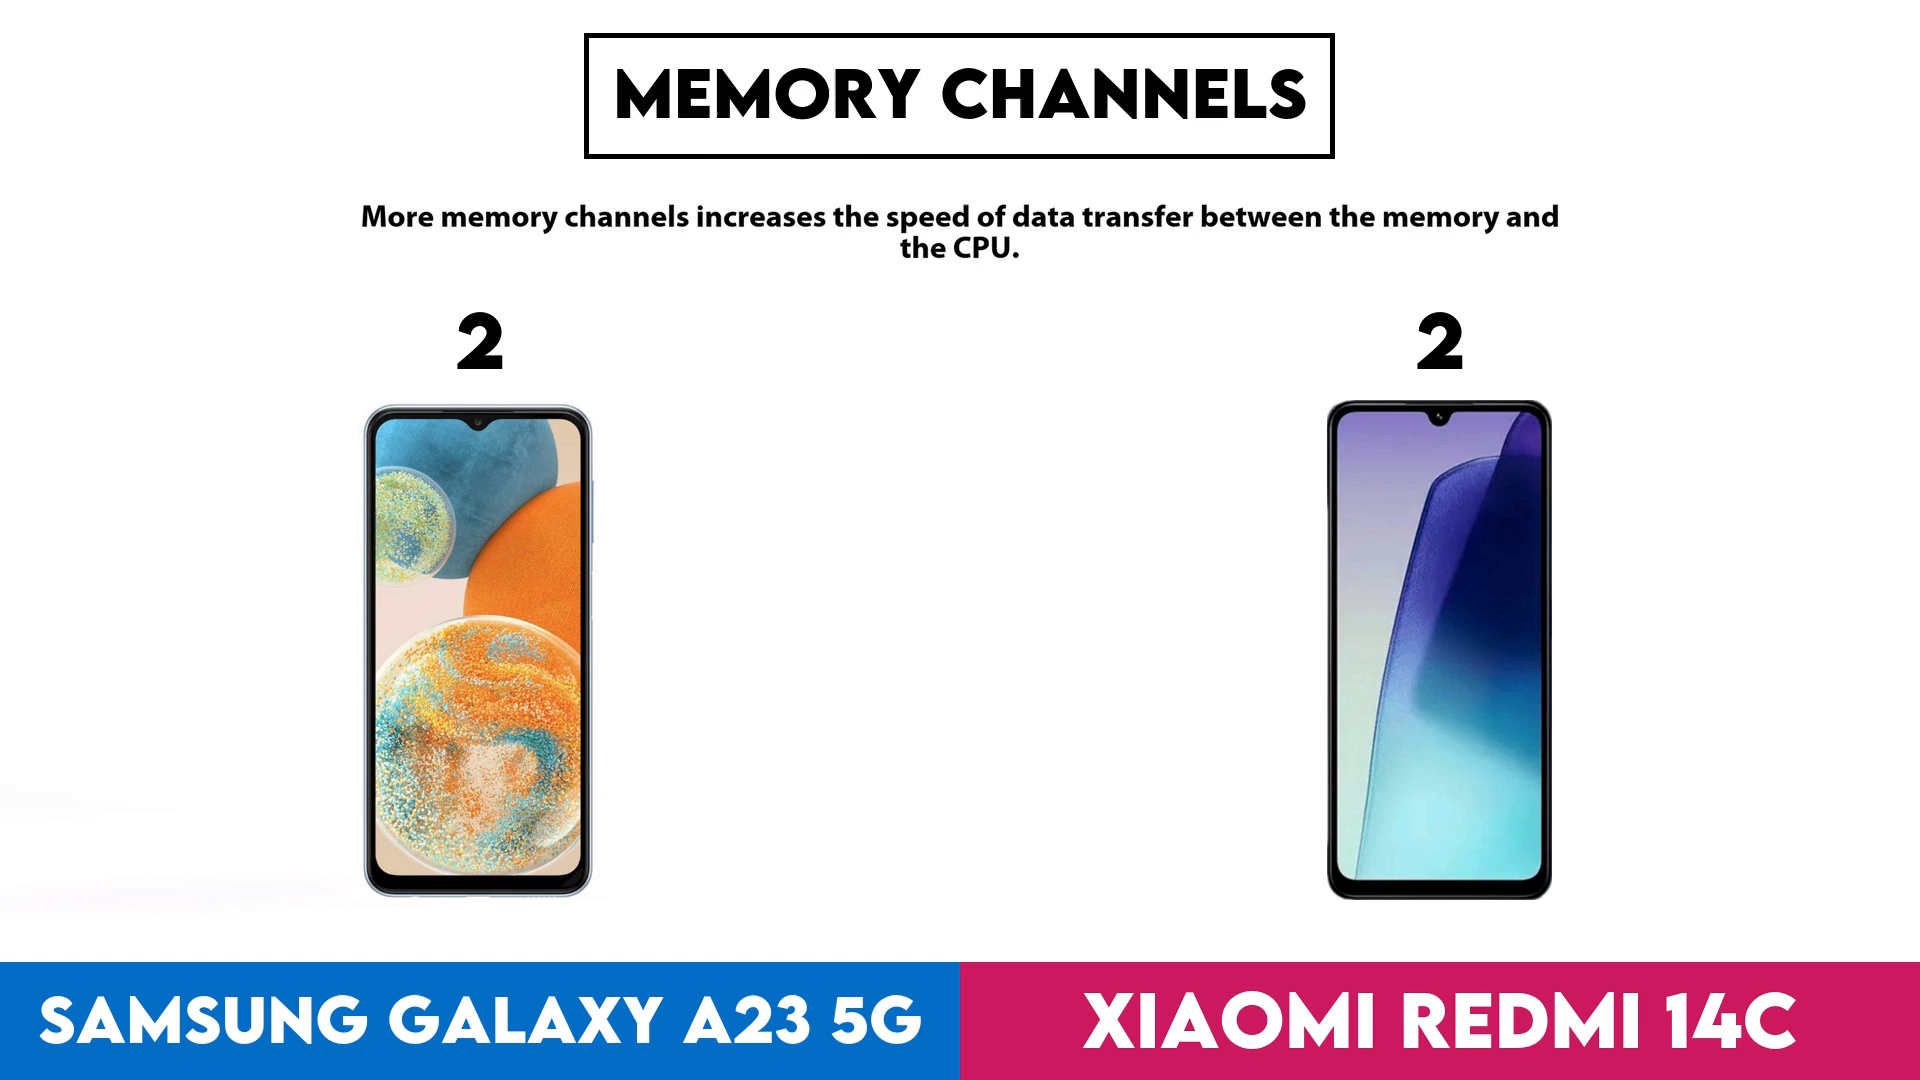 MEMORY CHANNELS
More memory channels increases the speed of data transfer between the memory and
the CPU.
2
2
SAMSUNG GALAXY A23 5G
XIAOMI REDMI 14C